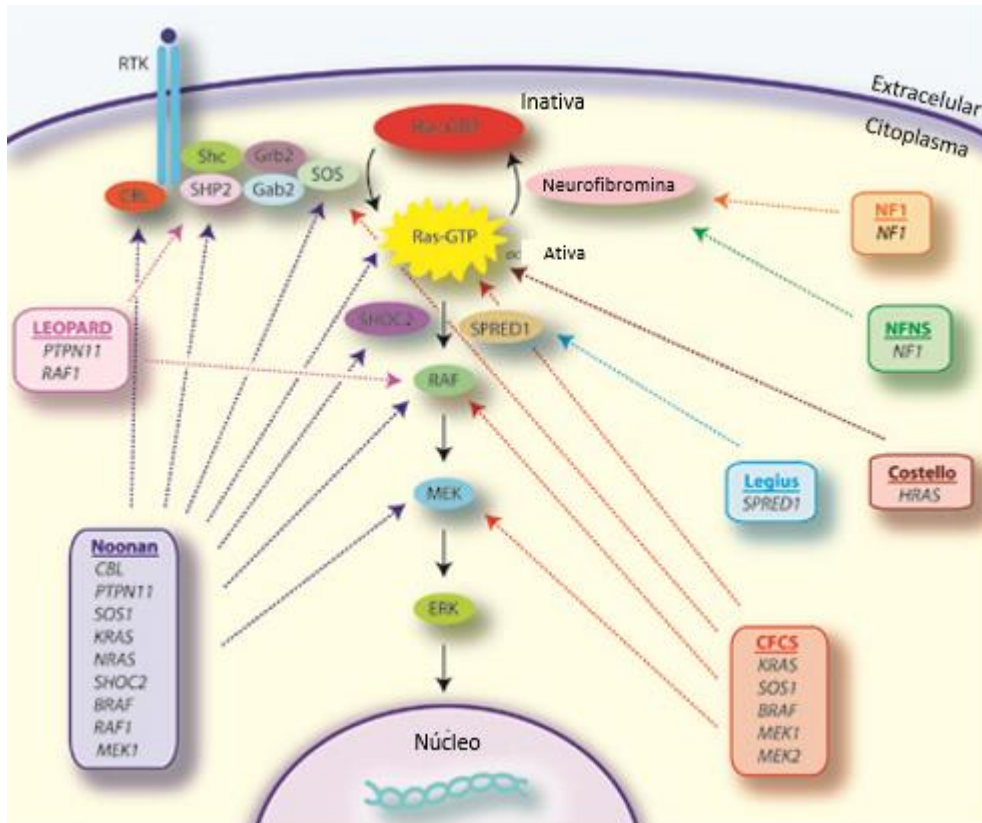 RTK
Extracelular
Citoplasma
Inativa
Ras-GDP
Shc
Grb2
SOS
CBL
SHP2
Gab2
Neurofibromina
NF1
NF1
Ras-GTP
Ativa
LEOPARD
PTPN11
RAF1
SHOC2
SPRED1
NFNS
NF1
RAF
Legius
SPRED1
Costello
HRAS
MEK
Noonan
CBL
PTPN11
SOS1
KRAS
NRAS
SHOC2
BRAF
RAF1
MEK1
ERK
CFCS
KRAS
SOS1
BRAF
MEK1
MEK2
Núcleo